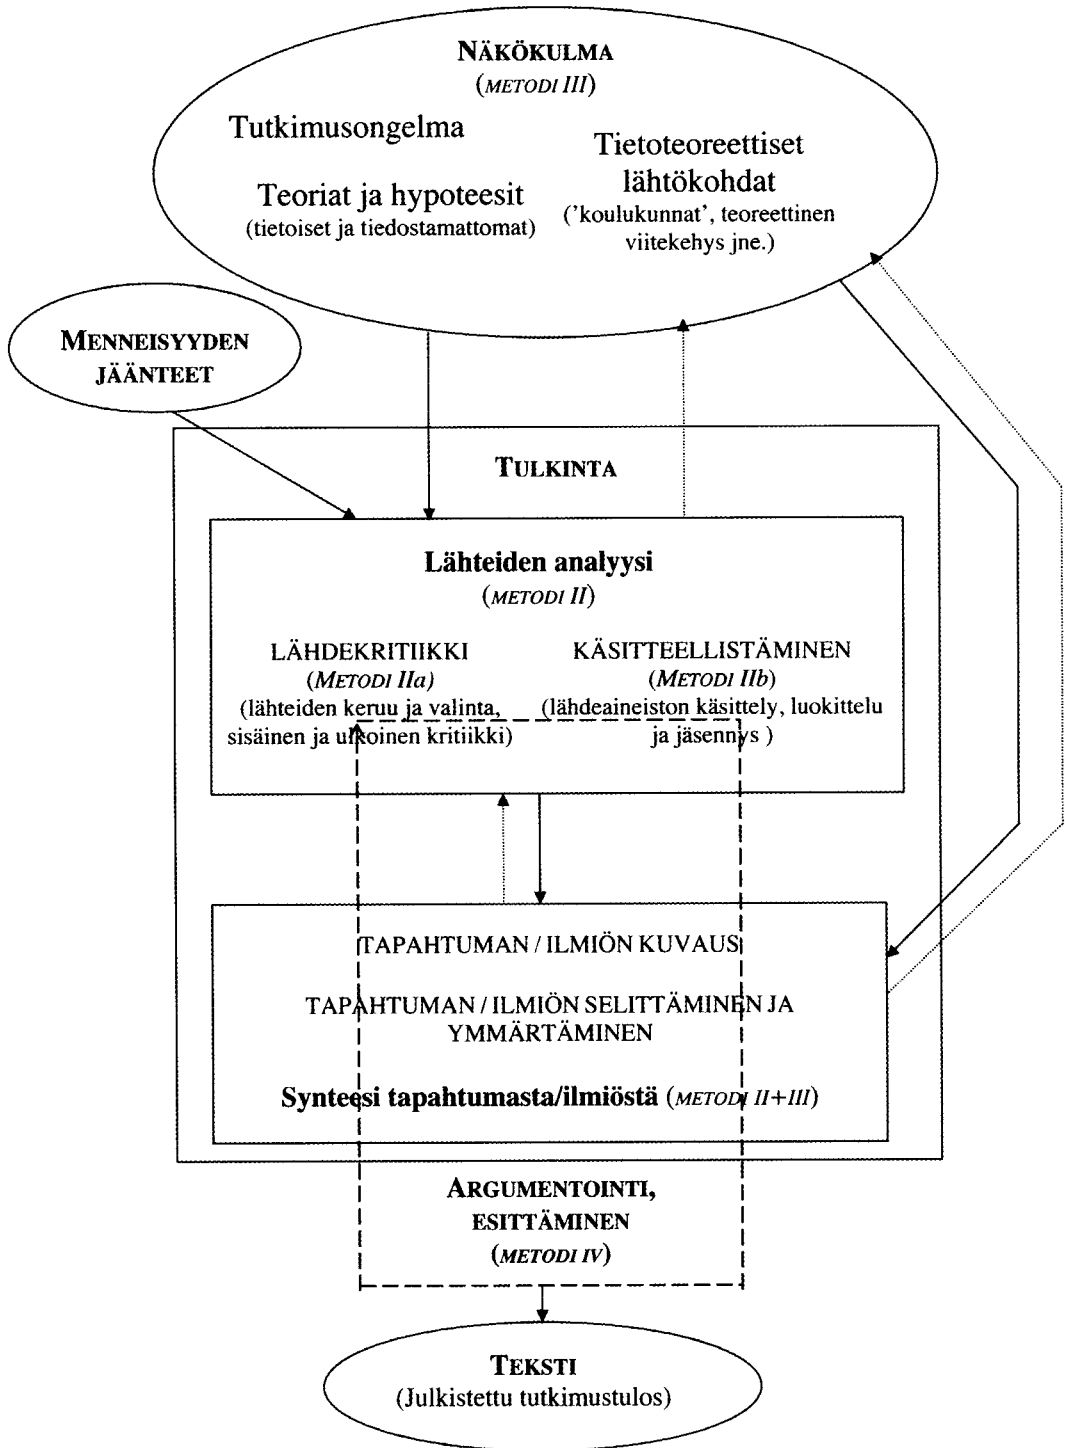 NÄKÖKULMA
(METODI III)
Tutkimusongelma
Teoriat ja hypoteesit
(tietoiset ja tiedostamattomat)
Tietoteoreettiset
lähtökohdat
('koulukunnat', teoreettinen
viitekehys jne.)
MENNEISYYDEN
JÄÄNTEET
TULKINTA
Lähteiden analyysi
(METODI II)
LÄHDEKRITIIKKI
(METODI IIa)
(lähteiden keruu ja valinta,
sisäinen ja ulkoinen kritiikki)
KÄSITTEELLISTÄMINEN
(METODI IIb)
(lähdeaineiston käsittely, luokittelu
ja jäsennys )
TAPAHTUMAN / ILMIÖN KUVAUS
TAPAHTUMAN / ILMIÖN SELITTÄMINEN JA
YMMÄRTÄMINEN
Synteesi tapahtumasta/ilmiöstä (METODI II+III)
ARGUMENTOINTI,
ESITTÄMINEN
(METODI IV)
TEKSTI
(Julkistettu tutkimustulos)